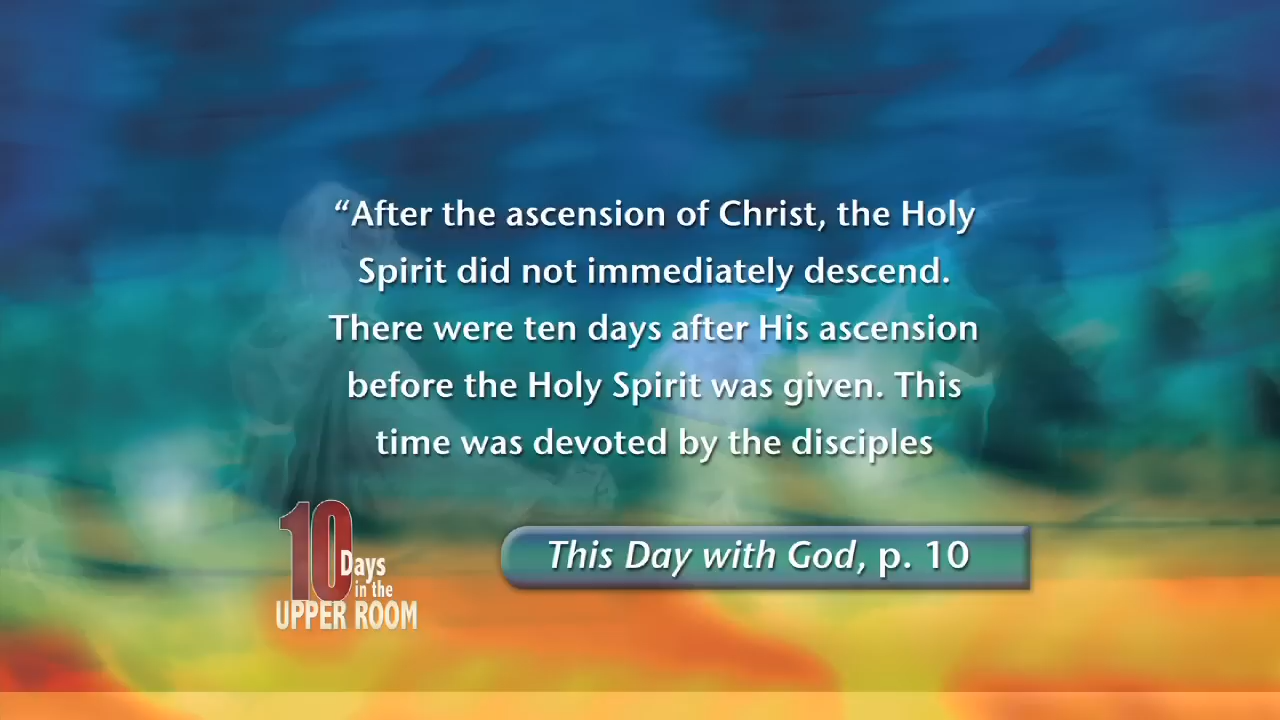 “After the ascension of Christ, the Holy
Spirit did not immediately descend.
There were ten days after His ascension
before the Holy Spirit was given. This
time was devoted by the disciples
10 Days
in the
UPPER ROOM
This Day with God, p. 10